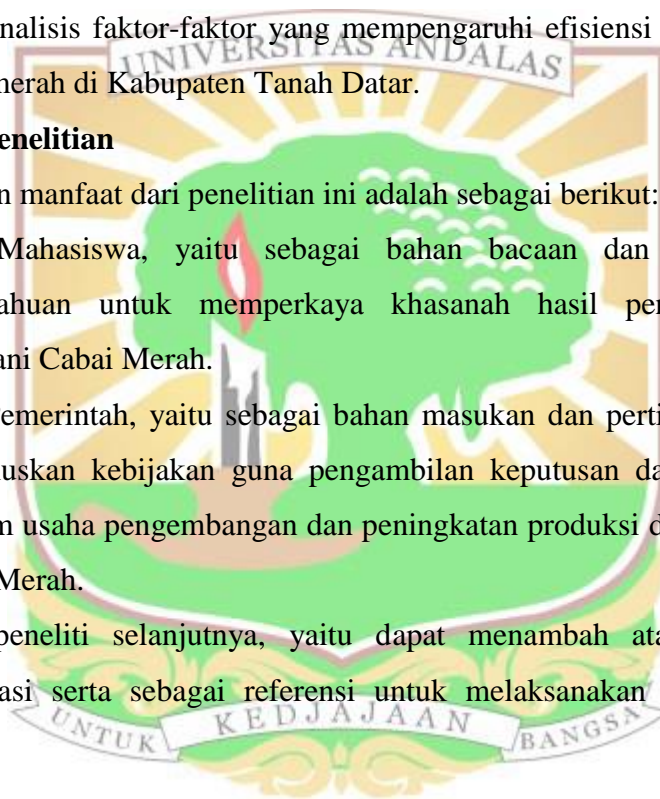 nalisis faktor-faktor yang mempengaruhi efisiensi
UNIVERSITAS ANDALAS
merah di Kabupaten Tanah Datar.
enelitian
n manfaat dari penelitian ini adalah sebagai berikut:
Mahasiswa, yaitu sebagai bahan bacaan dan
ahuan untuk memperkaya khasanah hasil pen
ani Cabai Merah.
emerintah, yaitu sebagai bahan masukan dan perti
uskan kebijakan guna pengambilan keputusan da
m usaha pengembangan dan peningkatan produksi d
Merah.
peneliti selanjutnya, yaitu dapat menambah ata
asi serta sebagai referensi untuk melaksanakan
UNTUK KEDJAJAAN BANGSA